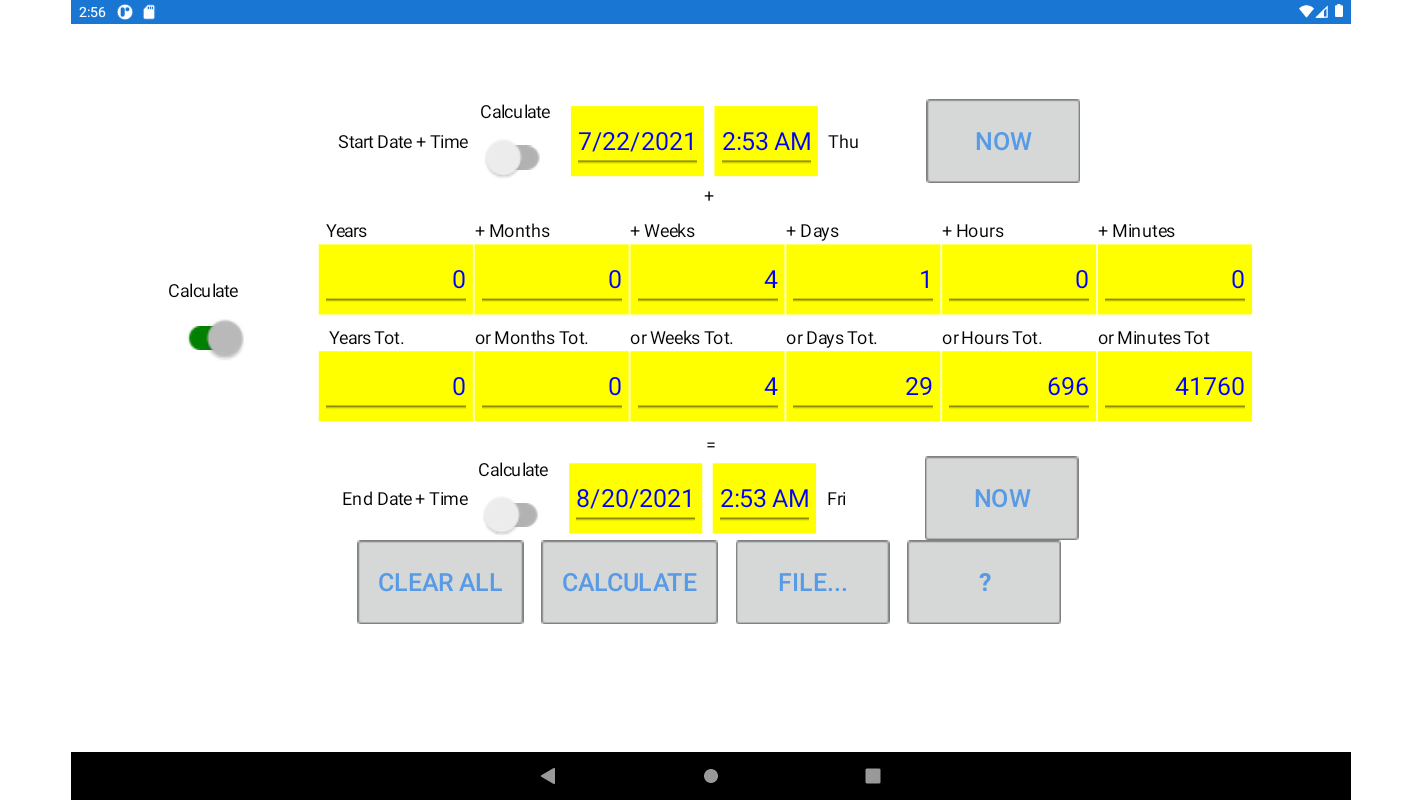 2:56
Calculate
Start Date + Time 7/22/2021 2:53 AM Thu NOW
+
Years + Months + Weeks + Days + Hours + Minutes
0 0 4 1 0 0
Calculate
Years Tot. or Months Tot. or Weeks Tot. or Days Tot. or Hours Tot. or Minutes Tot
0 0 4 29 696 41760
=
Calculate
End Date + Time 8/20/2021 2:53 AM Fri NOW
CLEAR ALL CALCULATE FILE... ?